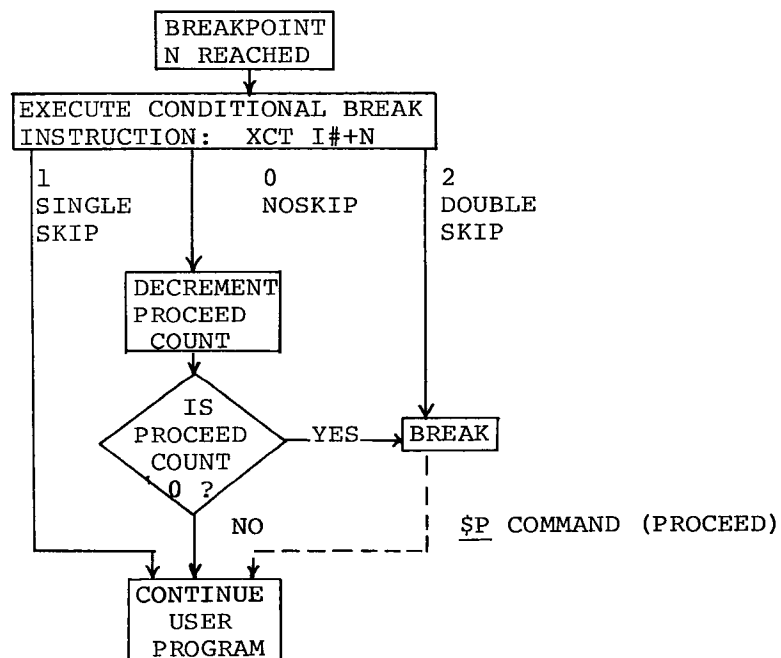 BREAKPOINT
N REACHED
EXECUTE CONDITIONAL BREAK
INSTRUCTION: XCT I#+N
1
SINGLE
SKIP
0
NOSKIP
2
DOUBLE
SKIP
DECREMENT
PROCEED
COUNT
IS
PROCEED
COUNT
0 ?
YES
BREAK
NO
$P COMMAND (PROCEED)
CONTINUE
USER
PROGRAM